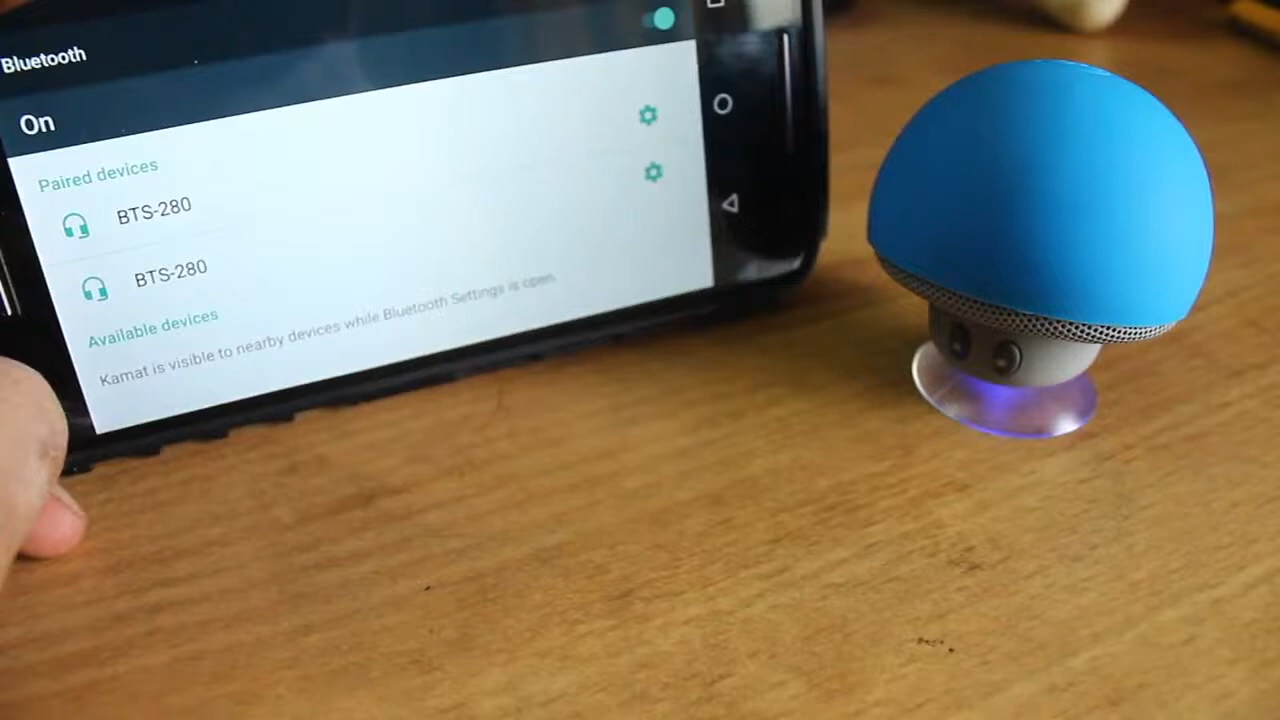 Bluetooth
On
Paired devices
BTS-280
BTS-280
Available devices
Kamat is visible to nearby devices while Bluetooth Settings is open